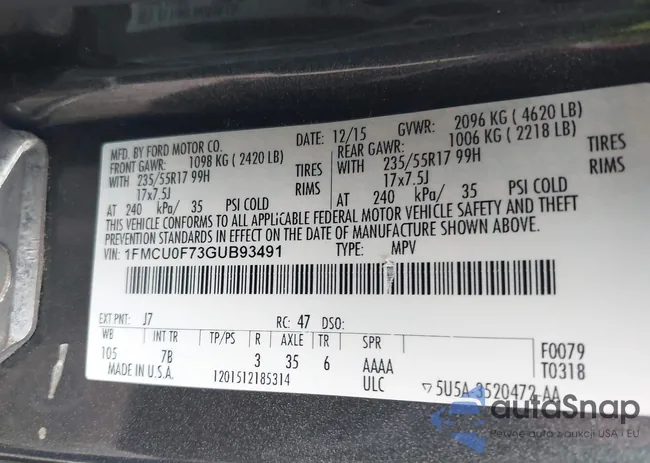 MFD. BY FORD MOTOR CO. DATE: 12/15 GVWR: 2096 KG ( 4620 LB)
FRONT GAWR: 1098 KG ( 2420 LB) REAR GAWR: 1006 KG ( 2218 LB)
WITH 235/55R17 99H TIRES WITH 235/55R17 99H TIRES
17x7.5J RIMS 17x7.5J RIMS
AT 240 kPa/ 35 PSI COLD AT 240 kPa/ 35 PSI COLD
THIS VEHICLE CONFORMS TO ALL APPLICABLE FEDERAL MOTOR VEHICLE SAFETY AND THEFT
PREVENTION STANDARDS IN EFFECT ON THE DATE OF MANUFACTURE SHOWN ABOVE.
VIN: 1FMCU0F73GUB93491 TYPE: MPV
EXT PNT: J7 RC: 47 DSO:
WB INT TR TP/PS R AXLE TR SPR
105 7B 3 35 6 AAAA
F0079
T0318
MADE IN U.S.A. 1201512185314 ULC ▽5U5A-3520472-AA
autoSnap
Pewne auta z aukcji USA i EU